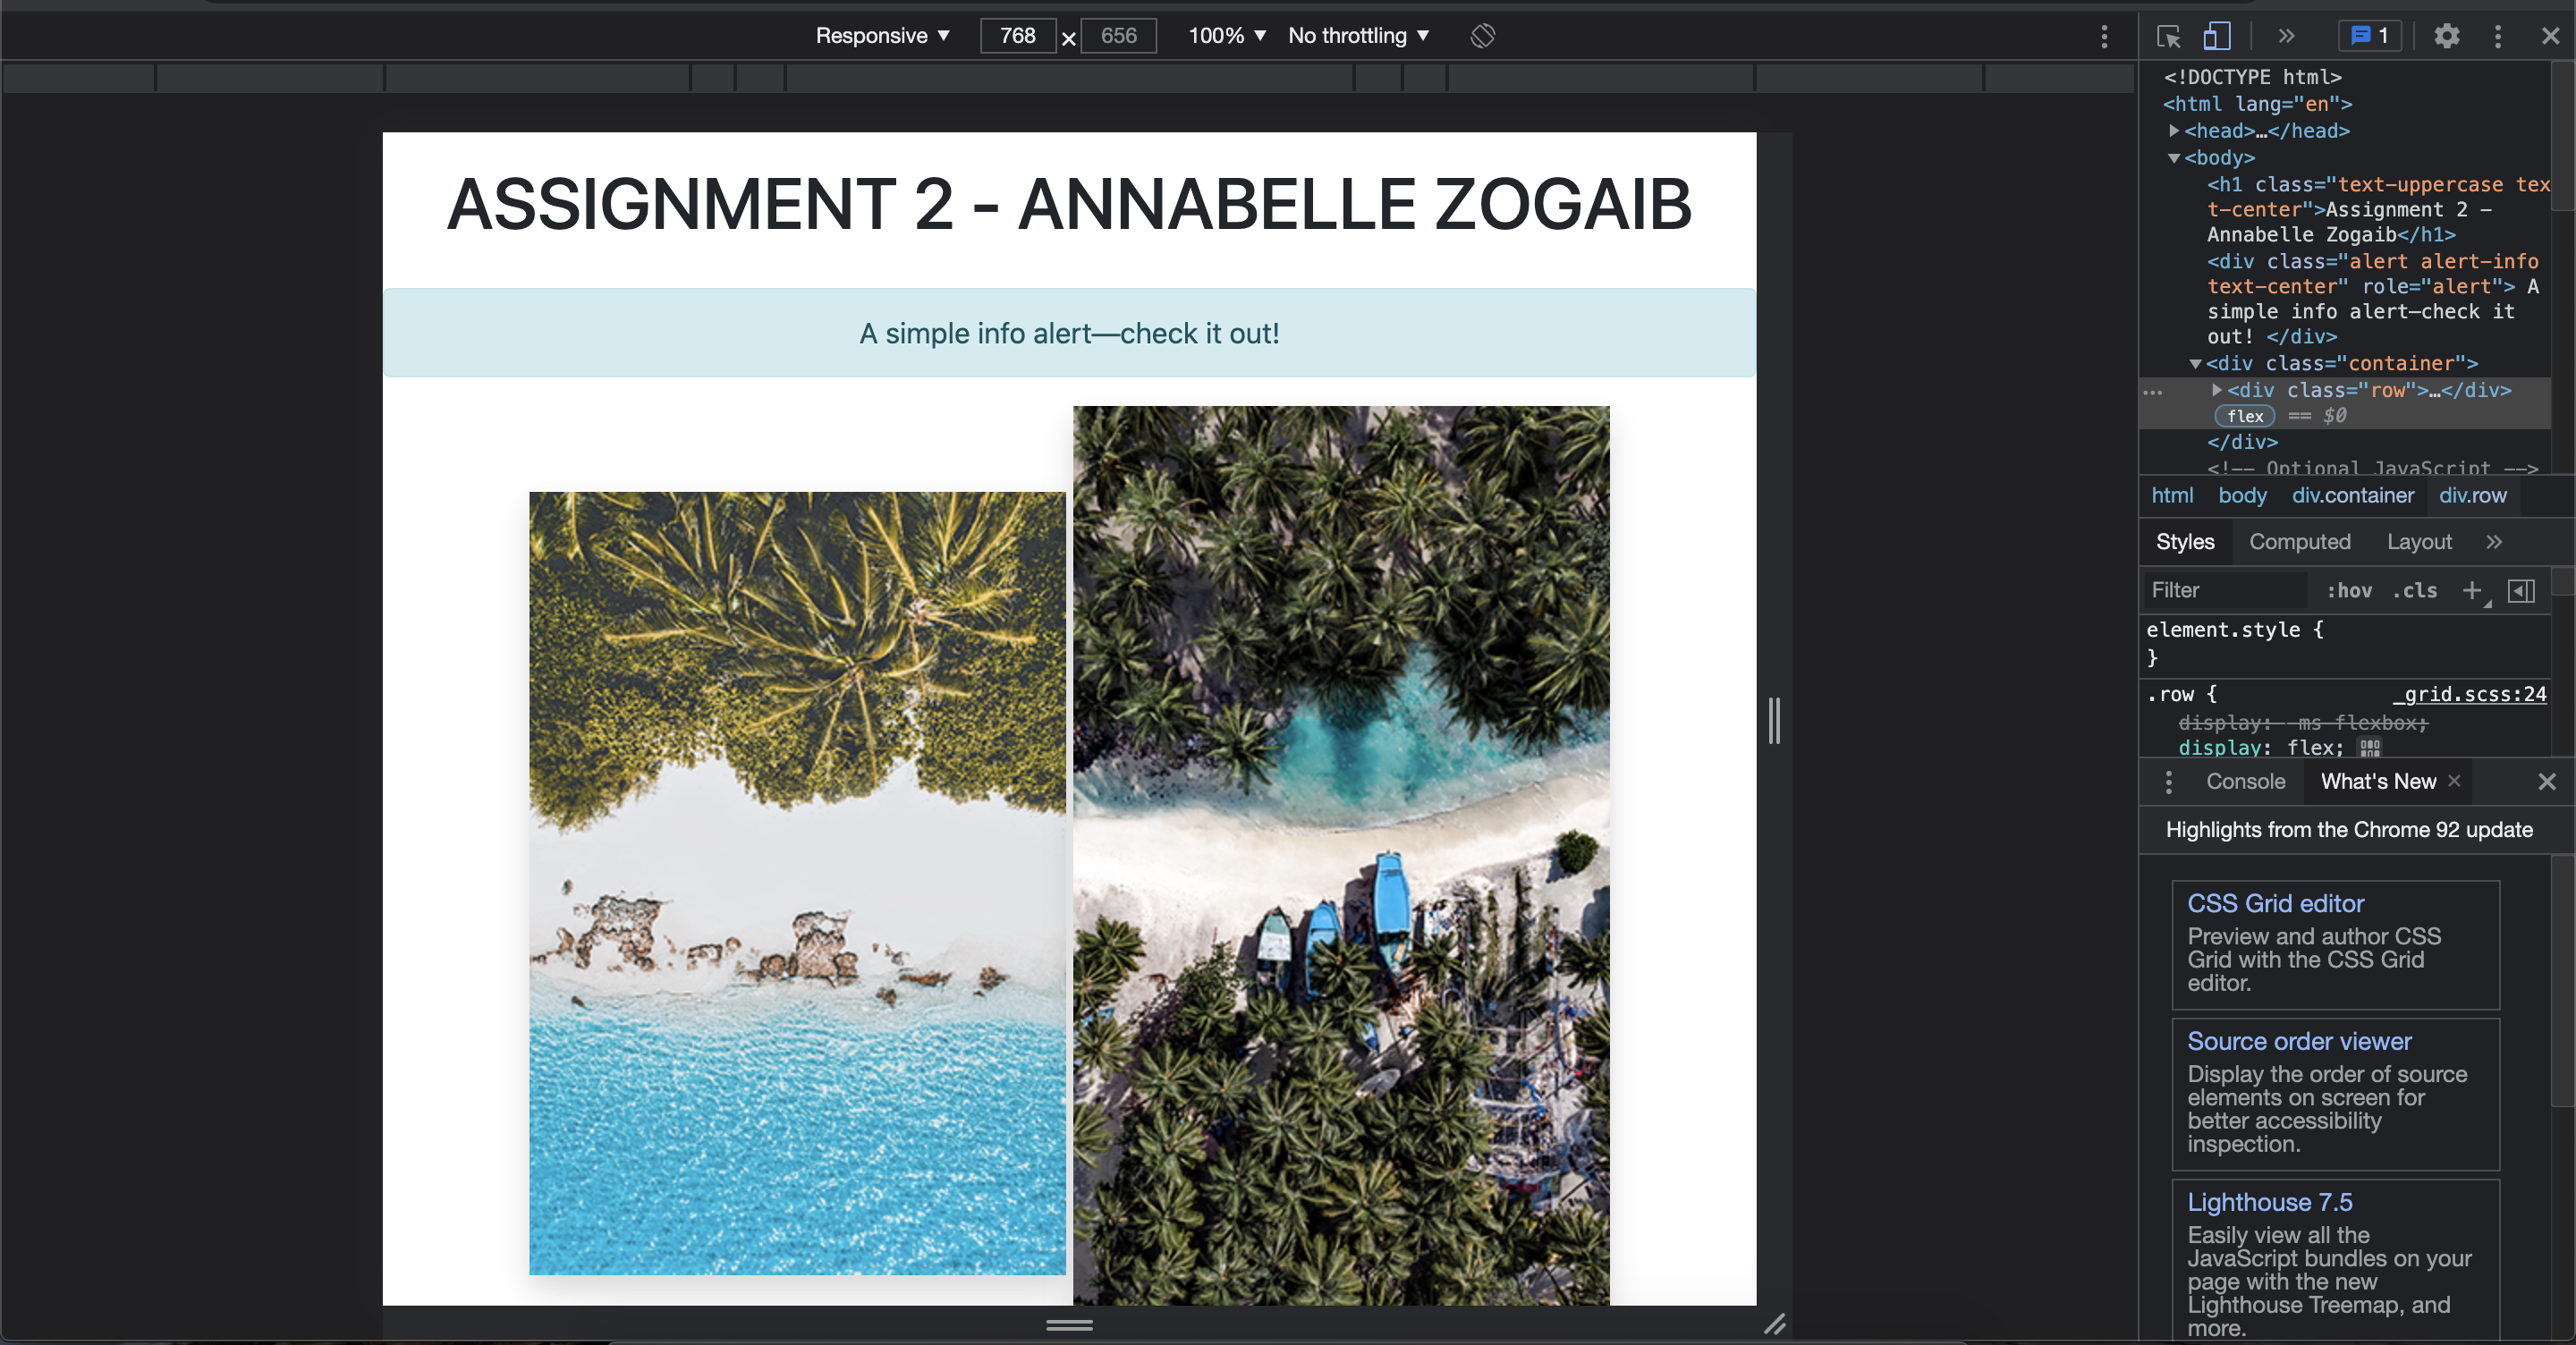 Responsive ▼ 768 × 656 100% ▼ No throttling ▼
1
ASSIGNMENT 2 - ANNABELLE ZOGAIB
A simple info alert—check it out!
<!DOCTYPE html>
<html lang="en">
<head>…</head>
<body>
<h1 class="text-uppercase tex
t-center">Assignment 2 -
Annabelle Zogaib</h1>
<div class="alert alert-info
text-center" role="alert"> A
simple info alert—check it
out! </div>
<div class="container">
<div class="row">…</div>
flex == $0
</div>
<!-- Optional JavaScript -->
html body div.container div.row
Styles Computed Layout »
Filter :hov .cls +
element.style {
}
.row { _grid.scss:24
display: -ms-flexbox;
display: flex;
Console What's New ×
Highlights from the Chrome 92 update
CSS Grid editor
Preview and author CSS
Grid with the CSS Grid
editor.
Source order viewer
Display the order of source
elements on screen for
better accessibility
inspection.
Lighthouse 7.5
Easily view all the
JavaScript bundles on your
page with the new
Lighthouse Treemap, and
more.